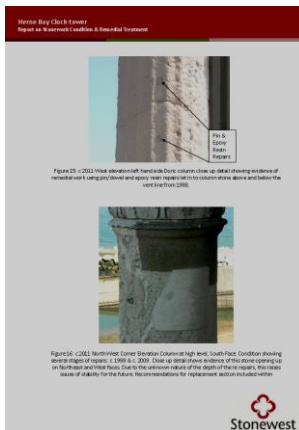 Herne Bay Clock tower
Report on Stonework Condition & Remedial Treatment
Pin &
Epoxy
Resin
Repairs
Figure 15: c.2011 West elevation left hand side Doric column close up detail showing evidence of
remedial work using pin/dowel and epoxy resin repairs let in to column stone above and below the
vent line from 1988.
Figure 16: c.2011 North West Corner Elevation Column at high level, South Face. Condition showing
several stages of repairs c. 1988 & c. 2009. Close up detail shows evidence of this stone opening up
on Northeast and West Faces. Due to the unknown nature of the depth of the repairs, this raises
issues of stability for the future. Recommendations for replacement section included within
Stonewest